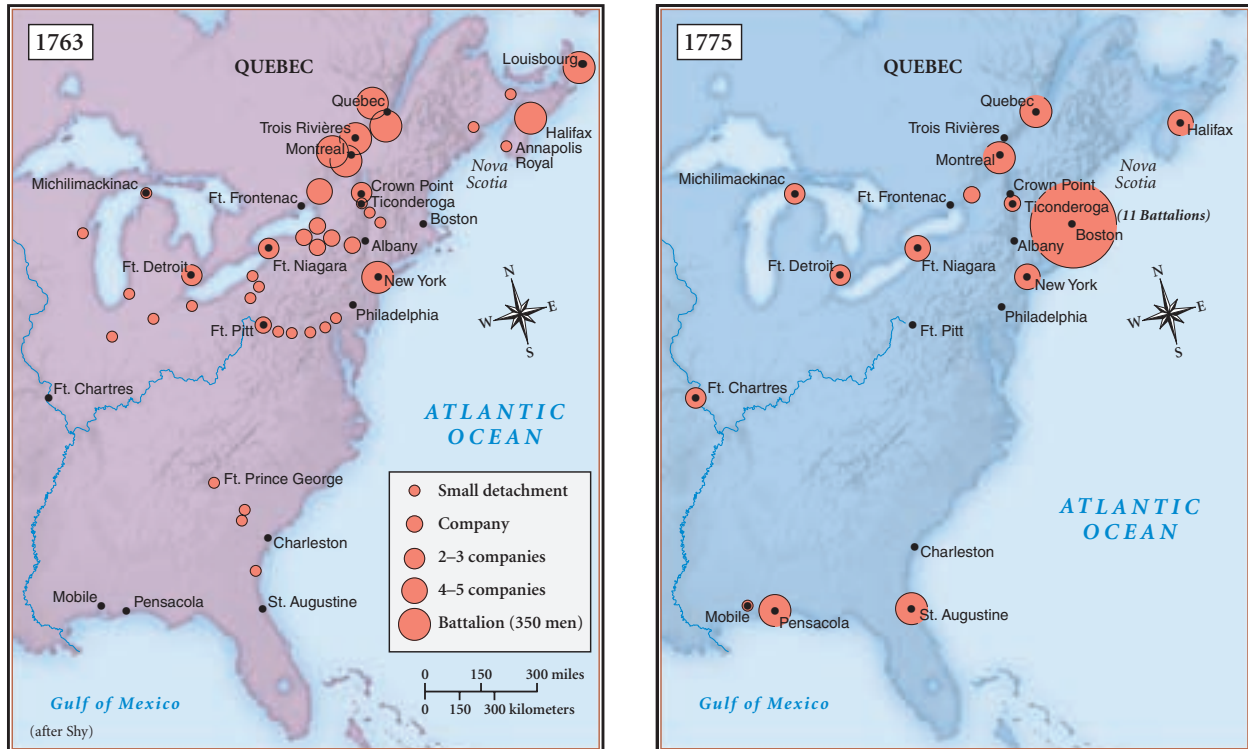 1763
QUEBEC
Louisbourg
Quebec
Halifax
Trois Rivières
Annapolis
Royal
Montreal
Nova
Scotia
Michilimackinac
Crown Point
Ft. Frontenac
Ticonderoga
Boston
Albany
Ft. Niagara
Ft. Detroit
New York
Philadelphia
Ft. Pitt
N
W
E
S
Ft. Chartres
ATLANTIC
OCEAN
Ft. Prince George
Charleston
Mobile
Pensacola
St. Augustine
Small detachment
Company
2–3 companies
4–5 companies
Battalion (350 men)
0 150 300 miles
0 150 300 kilometers
Gulf of Mexico
(after Shy)
1775
QUEBEC
Quebec
Halifax
Trois Rivières
Montreal
Nova
Scotia
Michilimackinac
Crown Point
Ft. Frontenac
Ticonderoga
(11 Battalions)
Boston
Albany
Ft. Niagara
Ft. Detroit
New York
Philadelphia
Ft. Pitt
N
W
E
S
Ft. Chartres
ATLANTIC
OCEAN
Charleston
Mobile
Pensacola
St. Augustine
Gulf of Mexico